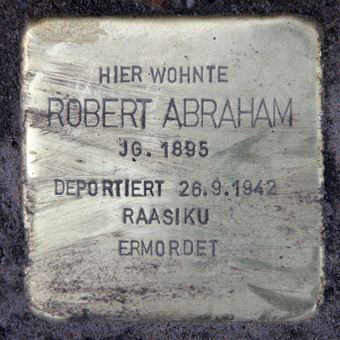 HIER WOHNTE
ROBERT ABRAHAM
JG. 1895
DEPORTIERT 26.9.1942
RAASIKU
ERMORDET